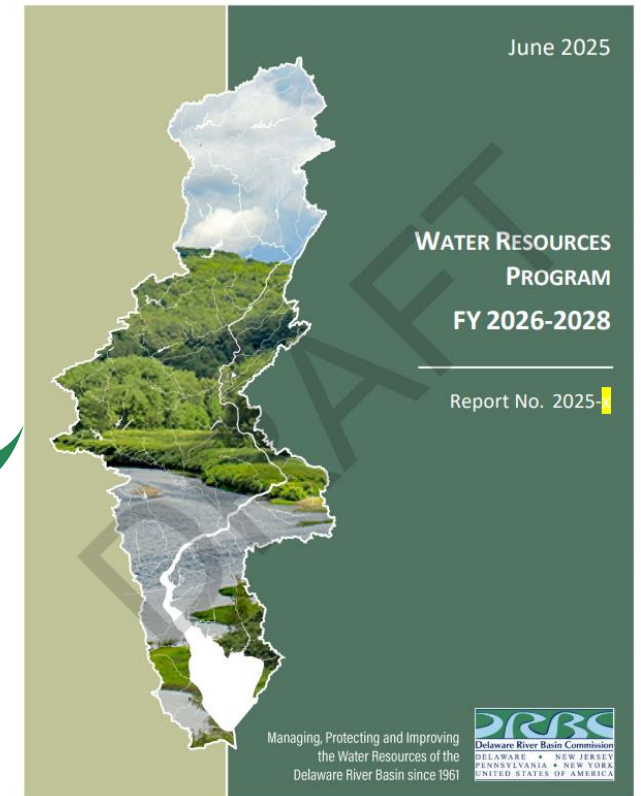 June 2025
WATER RESOURCES
PROGRAM
FY 2026-2028
Report No. 2025-x
DRAFT
Managing, Protecting and Improving
the Water Resources of the
Delaware River Basin since 1961
DRBC
Delaware River Basin Commission
DELAWARE • NEW JERSEY
PENNSYLVANIA • NEW YORK
UNITED STATES OF AMERICA